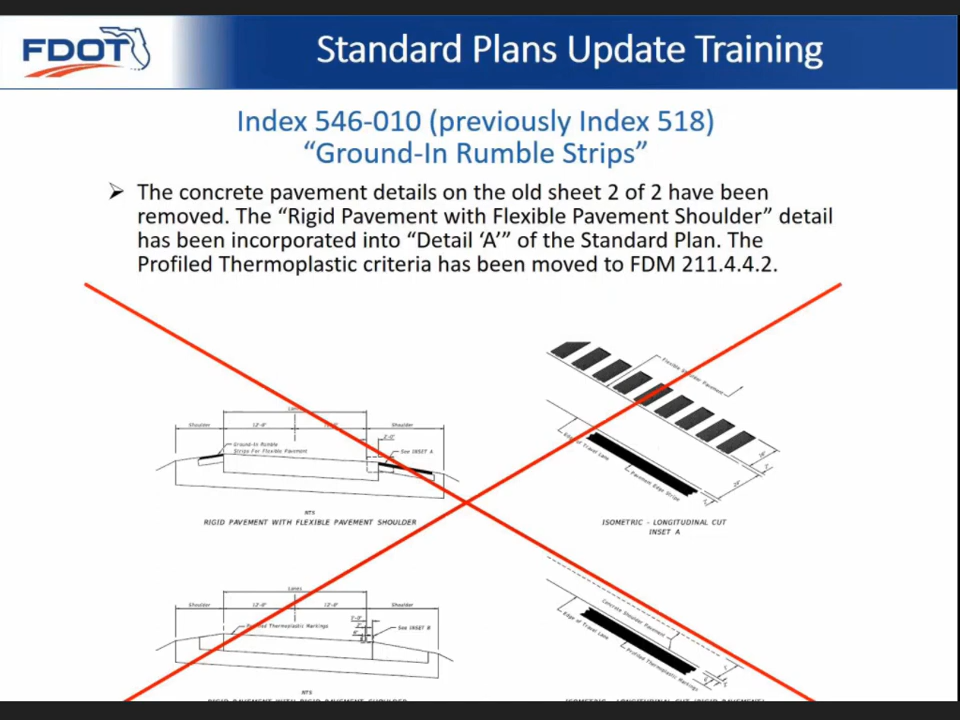 FDOT
Standard Plans Update Training
Index 546-010 (previously Index 518)
“Ground-In Rumble Strips”
➢ The concrete pavement details on the old sheet 2 of 2 have been
removed. The “Rigid Pavement with Flexible Pavement Shoulder” detail
has been incorporated into “Detail ‘A’” of the Standard Plan. The
Profiled Thermoplastic criteria has been moved to FDM 211.4.4.2.
Lanes
Shoulder
12'-0"
Shoulder
2'-0"
Ground-In Rumble
Strips For Flexible Pavement
See INSET A
NTS
RIGID PAVEMENT WITH FLEXIBLE PAVEMENT SHOULDER
Flexible Shoulder Pavement
Edge of Travel Lane
Pavement Edge Strips
ISOMETRIC - LONGITUDINAL CUT
INSET A
Lanes
Shoulder
12'-0"
12'-0"
Shoulder
Profiled Thermoplastic Markings
See INSET B
NTS
Concrete Shoulder Pavement
Edge of Travel Lane
Profiled Thermoplastic Markings